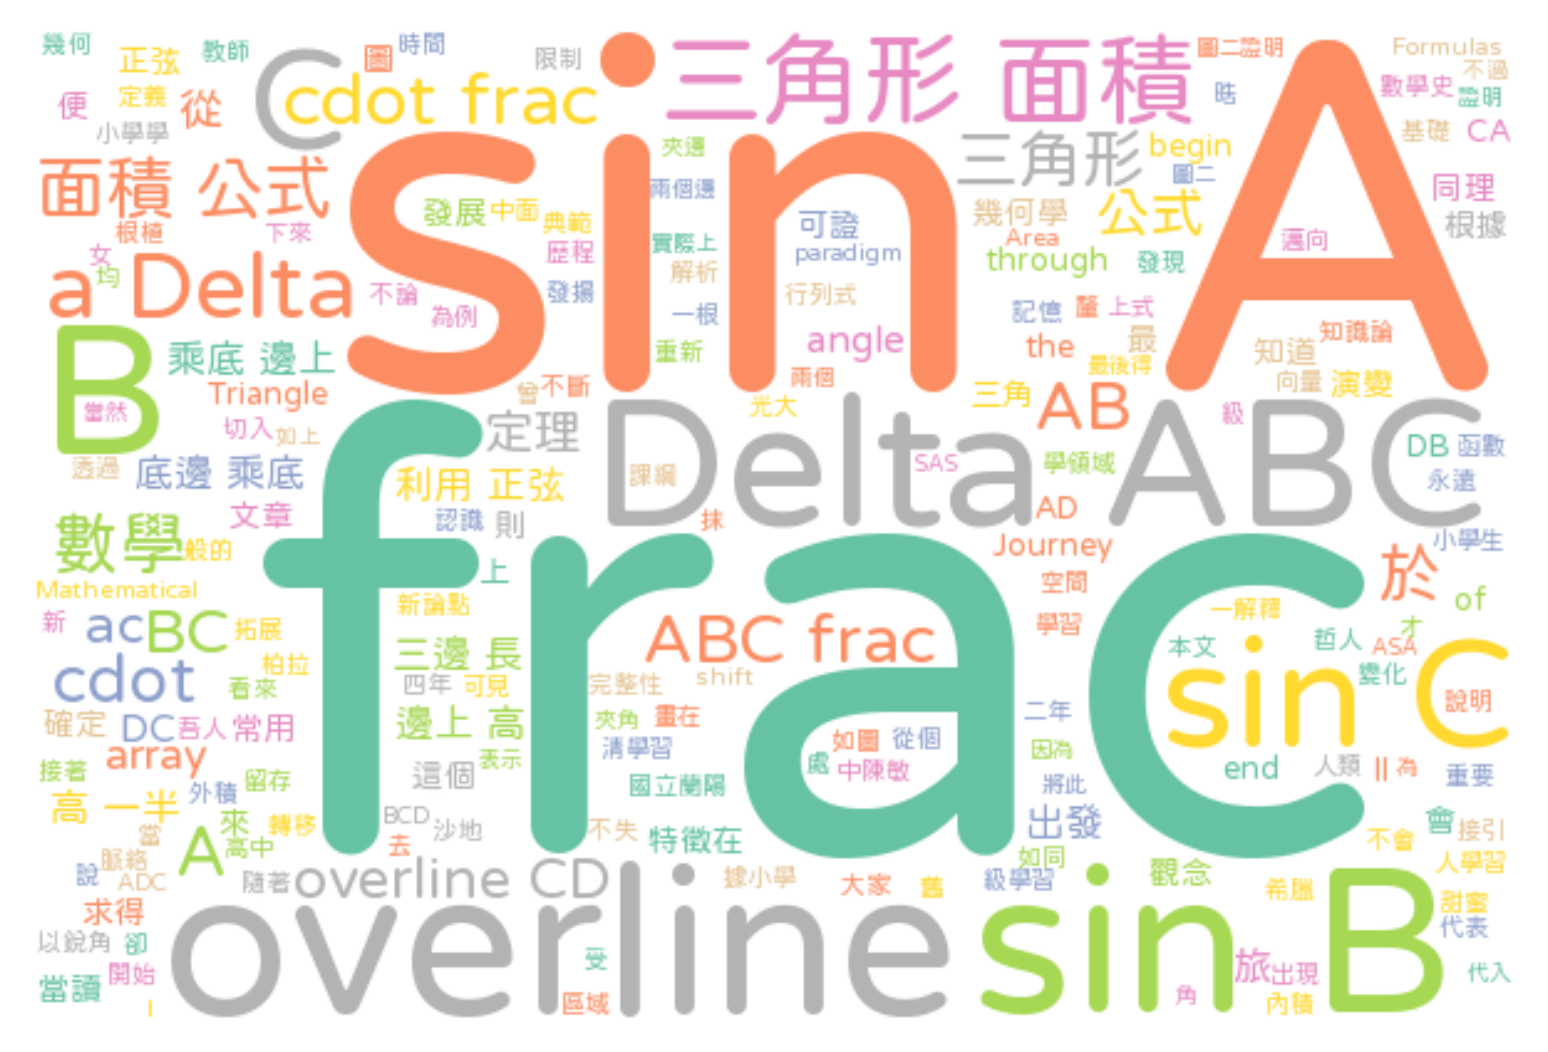 幾何
正弦
教師
圖
時間
限制
三角形 面積
圖二證明
Formulas
不過
便
定義
從
C
cdot frac
晧
數學史
證明
小學學
sin A
夾邊
三角形
begin
基礎
CA
面積 公式
發展
中面
典範
兩個邊
可證
幾何學
圖二
公式
同理
根據
根植
下來
歷程
實際上
paradigm
Area
through
發現
邁向
女
均
a Delta
不論
為例
發揚
解析
行列式
一根
記憶
釐
上式
B
乘底 邊上
重新
angle
the
最
知道
知識論
最後得
Triangle
曾
不斷
兩個
三角
AB
向量
演變
當然
切入
如上
定理
光大
Delta ABC
級
DB
函數
透過
底邊 乘底
利用 正弦
課綱
SAS
學領域
永遠
文章
認識
則
抹
AD
數學
般的
frac
上
Journey
小學生
Mathematical
新論點
空間
於
of
新
ac
BC
拓展
ABC frac
學習
一解釋
哲人
才
柏拉
三邊 長
本文
sin C
ASA
cdot
看來
四年
可見
完整性
shift
變化
說明
確定
DC
吾人
常用
邊上 高
夾角
畫在
二年
array
清學習
如圖
從個
因為
接著
留存
這個
表示
處
中陳敏
end
人類
||
為
重要
高 一半
外積
國立蘭陽
將此
當
A
來
高中
轉移
BCD
沙地
去
不失
特徵在
出發
不會
會
接引
說
脈絡
ADC
隨著
overline CD
據小學
大家
舊
如同
級學習
觀念
希臘
人學習
求得
overline
sin B
甜蜜
代表
以銳角
卻
受
當讀
開始
區域
旅
出現
角
內積
代入